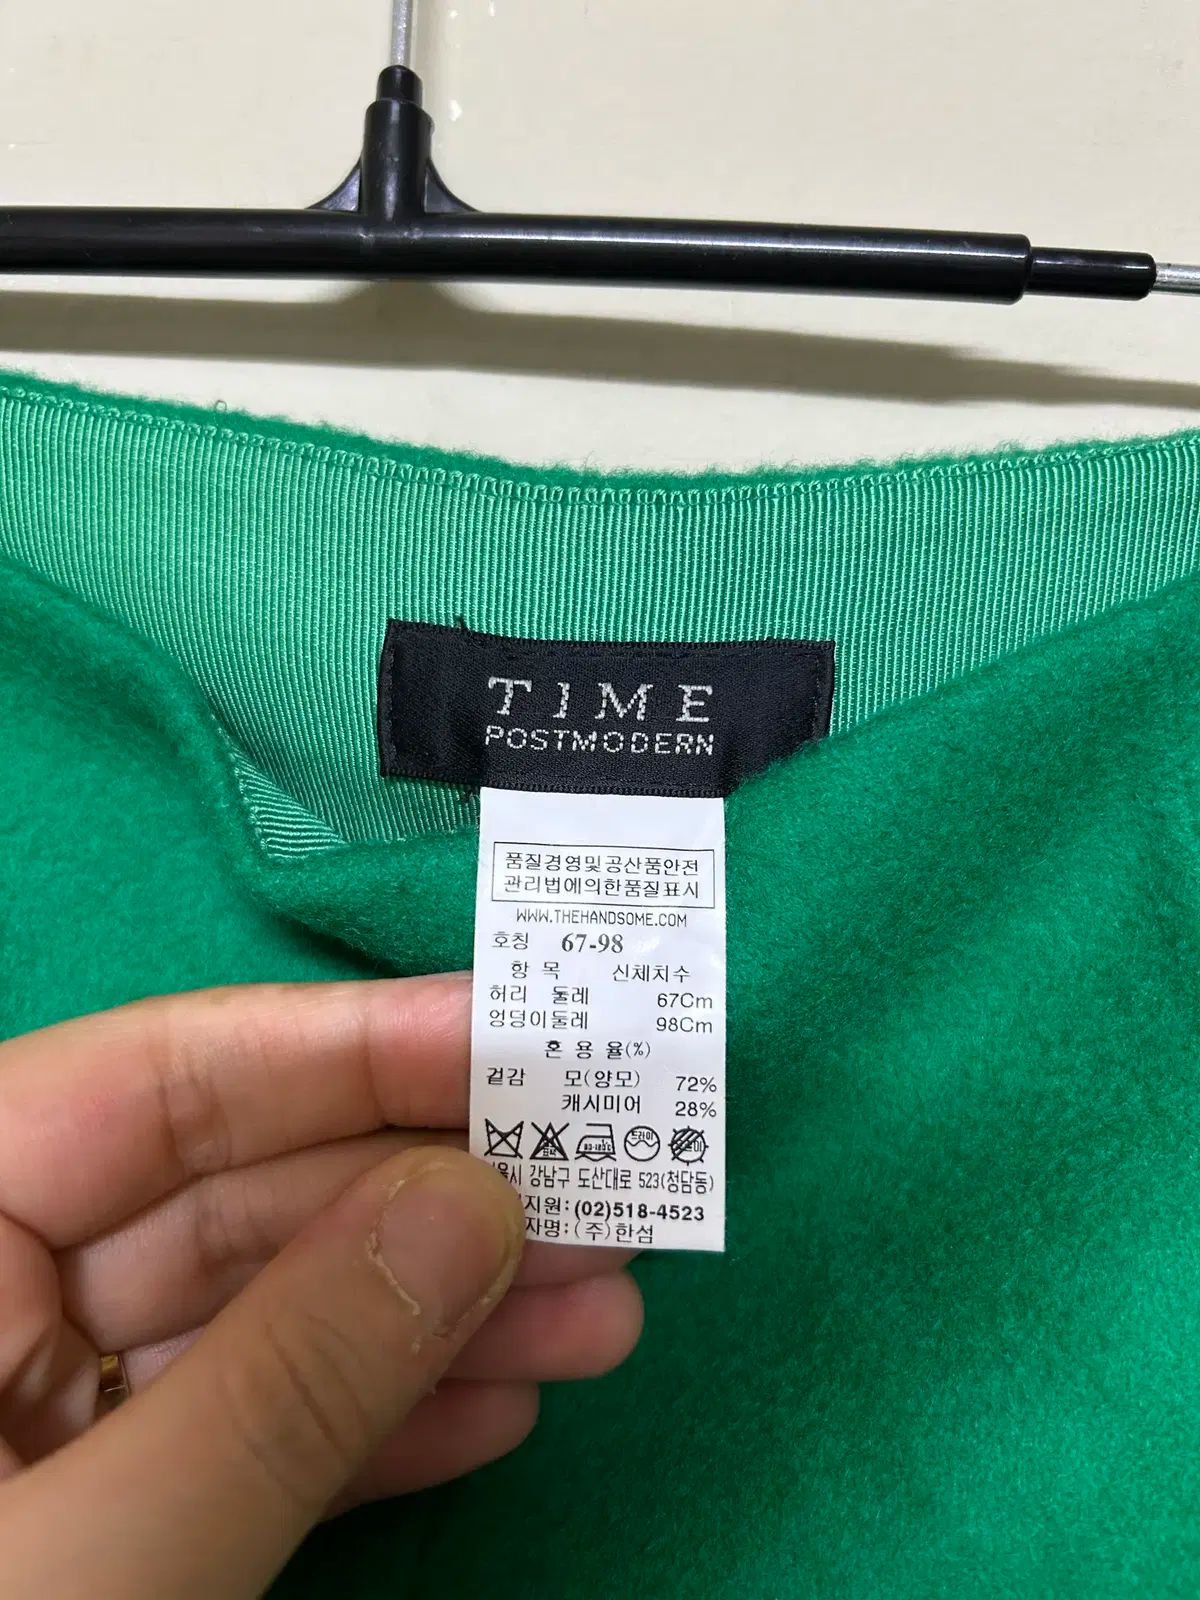 TIME
POSTMODERN
품질경영및공산품안전
관리법에의한품질표시
WWW.THEHANDSOME.COM
호칭 67-98
항 목 신체치수
허리 둘레 67Cm
엉덩이둘레 98Cm
혼 용 율(%)
겉감 모(양모) 72%
캐시미어 28%
드라이
강남구 도산대로 523(청담동)
(02)518-4523
(주)한섬